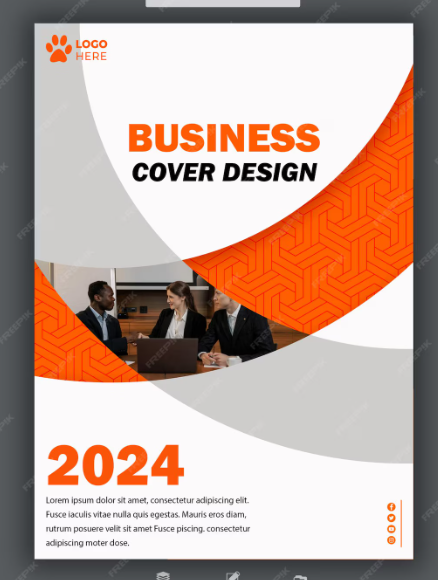 LOGO
HERE
BUSINESS
COVER DESIGN
2024
Lorem ipsum dolor sit amet, consectetur adipiscing elit.
Fusce iaculis vitae nulla quis egestas. Mauris eros diam,
rutrum posuere velit sit amet Fusce piscing. consectetur
adipiscing moter dose.